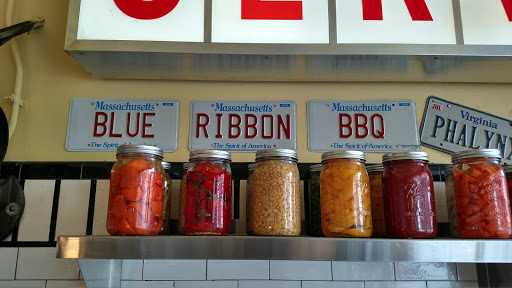 Massachusetts
BLUE
The Spirit of America
Massachusetts
RIBBON
The Spirit of America
Massachusetts
BBQ
The Spirit of America
Virginia
PHALYNX